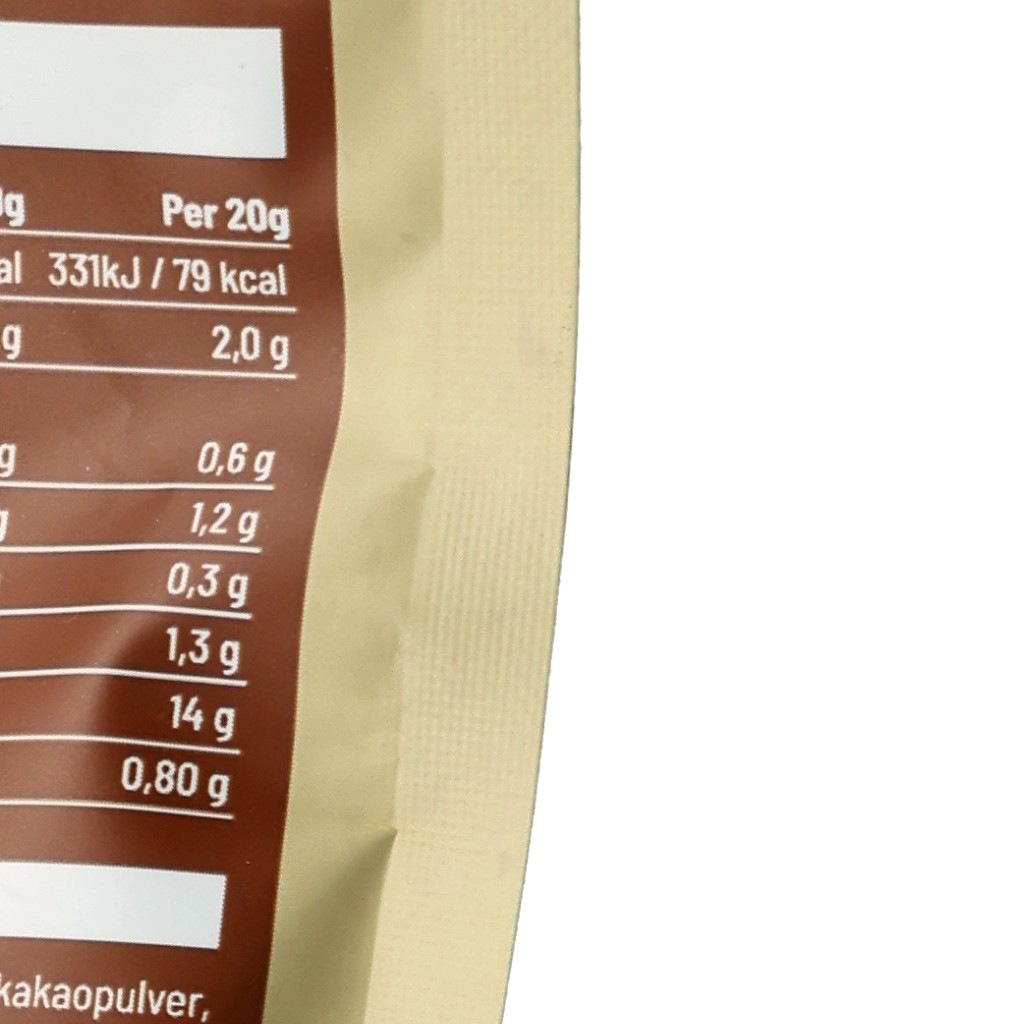 g Per 20g
al 331kJ / 79 kcal
g 2,0 g
g 0,6 g
1,2 g
0,3 g
1,3 g
14 g
0,80 g
kakaopulver,